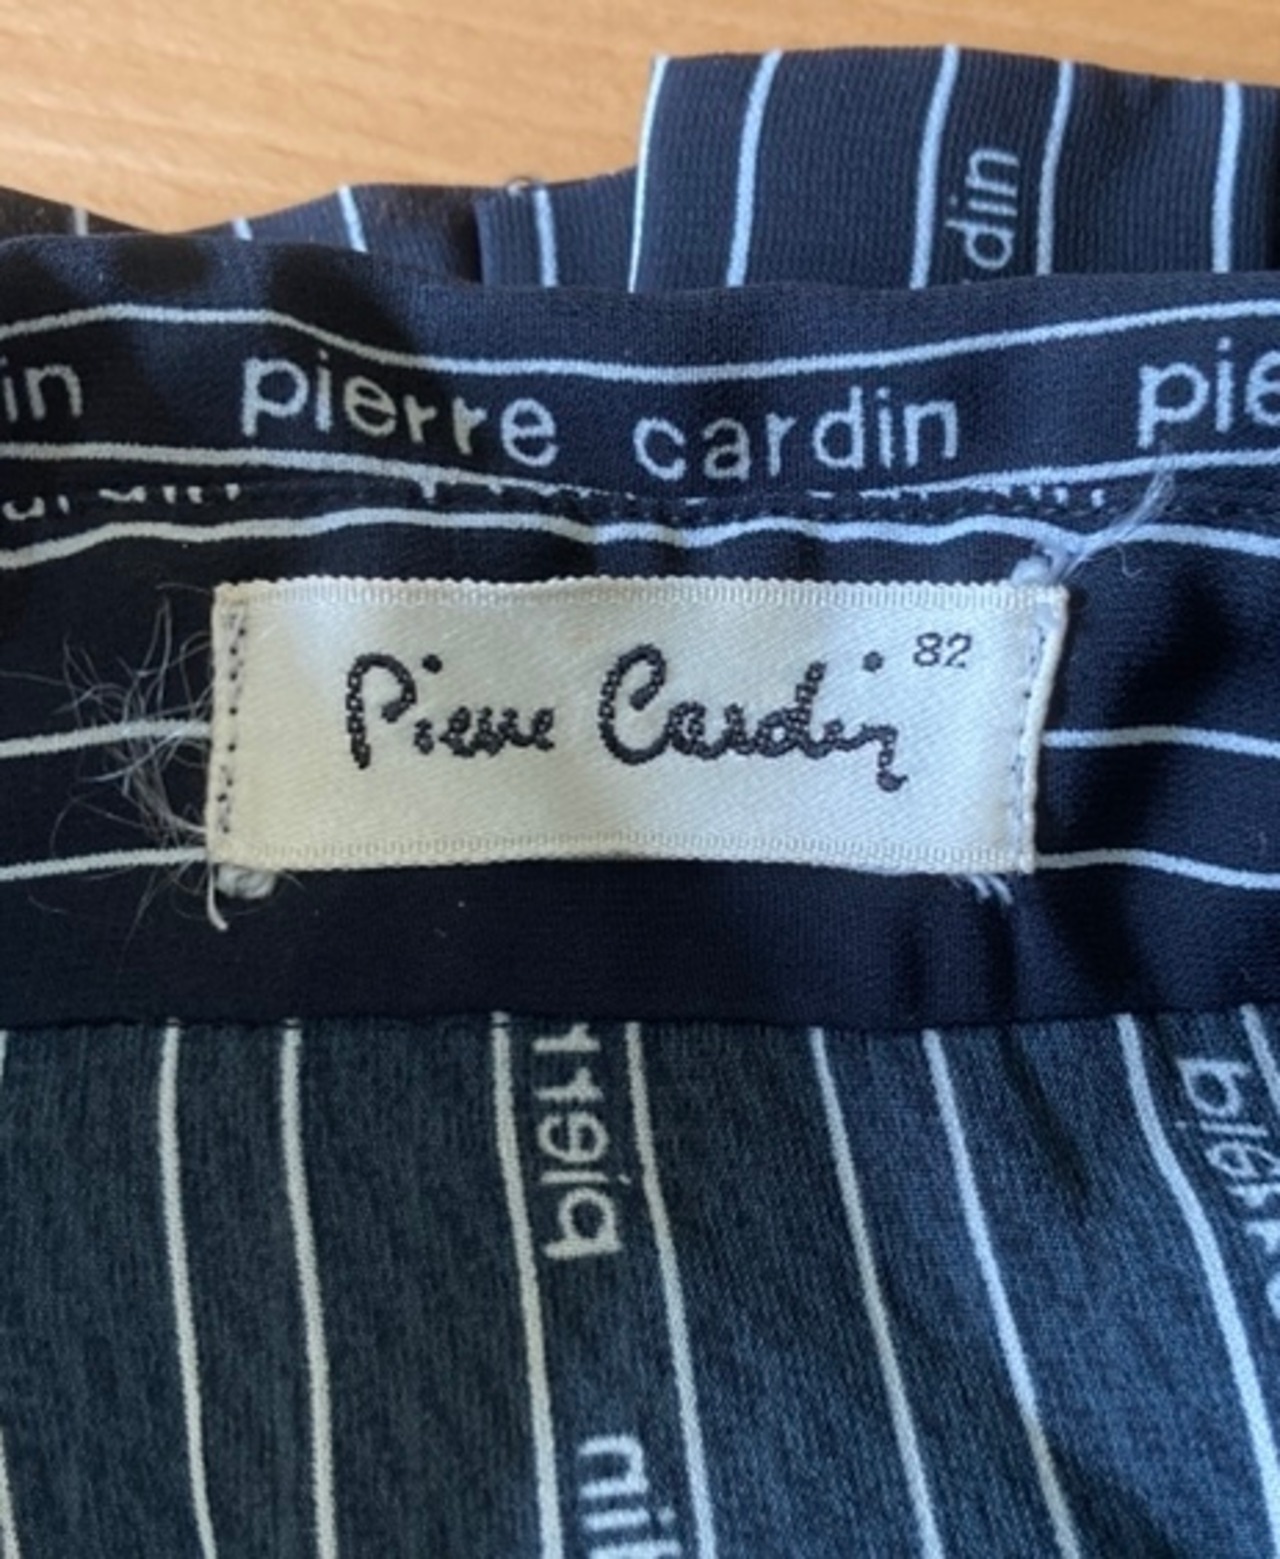 din
in pierre cardin pie
Pierre Cardin 82
pierre
pierre